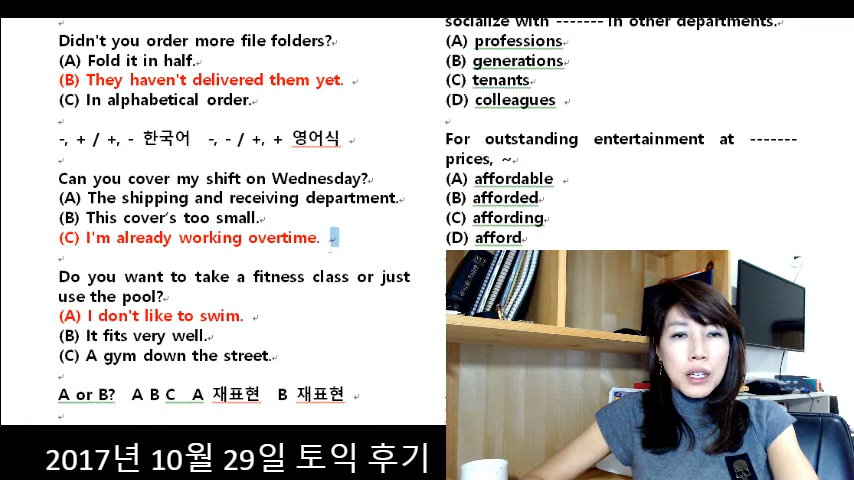 Didn't you order more file folders?
(A) Fold it in half.
(B) They haven't delivered them yet.
(C) In alphabetical order.
-, + / +, - 한국어 -, - / +, + 영어식
Can you cover my shift on Wednesday?
(A) The shipping and receiving department.
(B) This cover's too small.
(C) I'm already working overtime.
Do you want to take a fitness class or just
use the pool?
(A) I don't like to swim.
(B) It fits very well.
(C) A gym down the street.
A or B? A B C A 재표현 B 재표현
socialize with ------- in other departments.
(A) professions
(B) generations
(C) tenants
(D) colleagues
For outstanding entertainment at -------
prices, ~
(A) affordable
(B) afforded
(C) affording
(D) afford
2017년 10월 29일 토익 후기